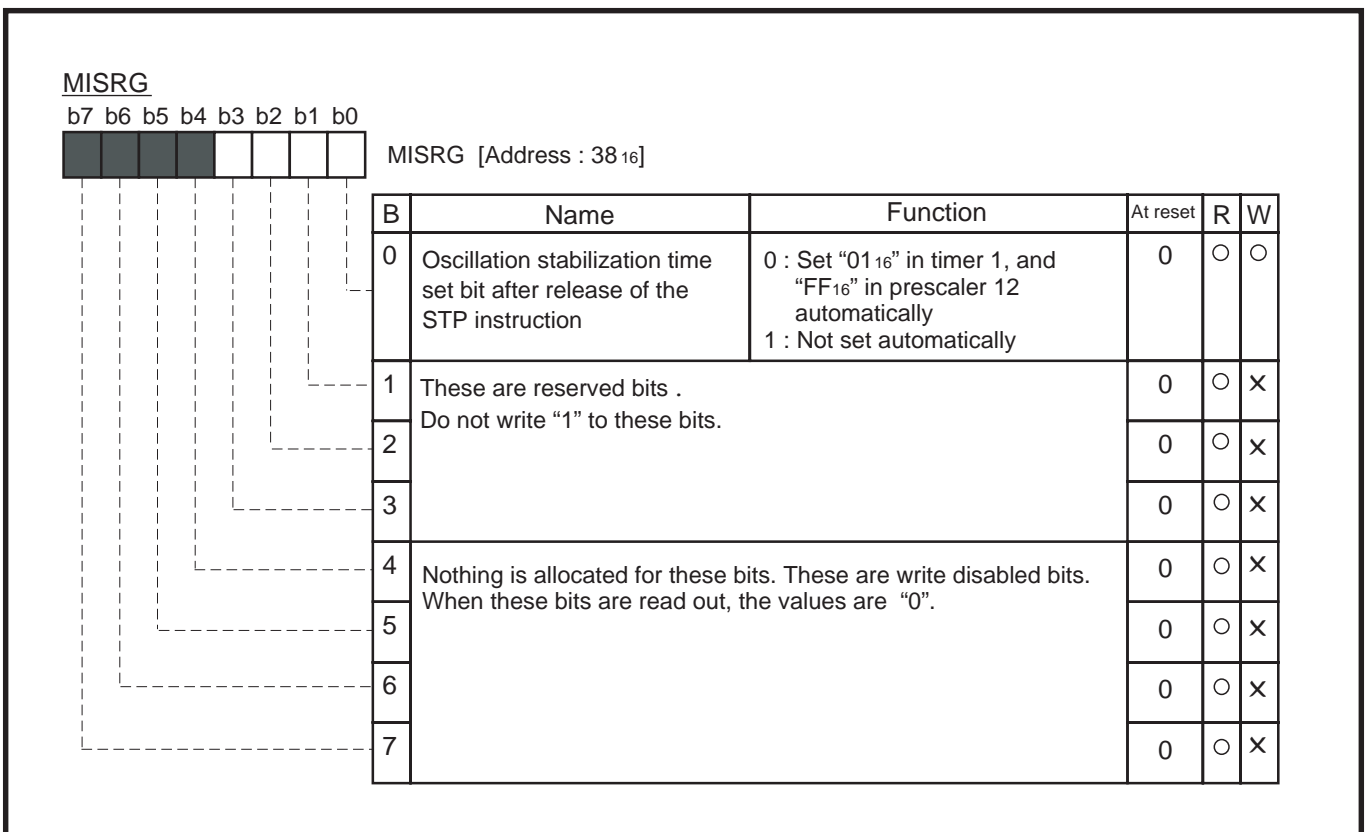 MISRG
b7 b6 b5 b4 b3 b2 b1 b0
MISRG [Address : 38 16]
B Name Function At reset R W
0 Oscillation stabilization time set bit after release of the STP instruction 0 : Set “01 16” in timer 1, and “FF16” in prescaler 12 automatically 1 : Not set automatically 0 ○ ○
1 These are reserved bits . 0 ○ ×
Do not write “1” to these bits.
2 0 ○ ×
3 0 ○ ×
4 Nothing is allocated for these bits. These are write disabled bits. 0 ○ ×
When these bits are read out, the values are “0”.
5 0 ○ ×
6 0 ○ ×
7 0 ○ ×